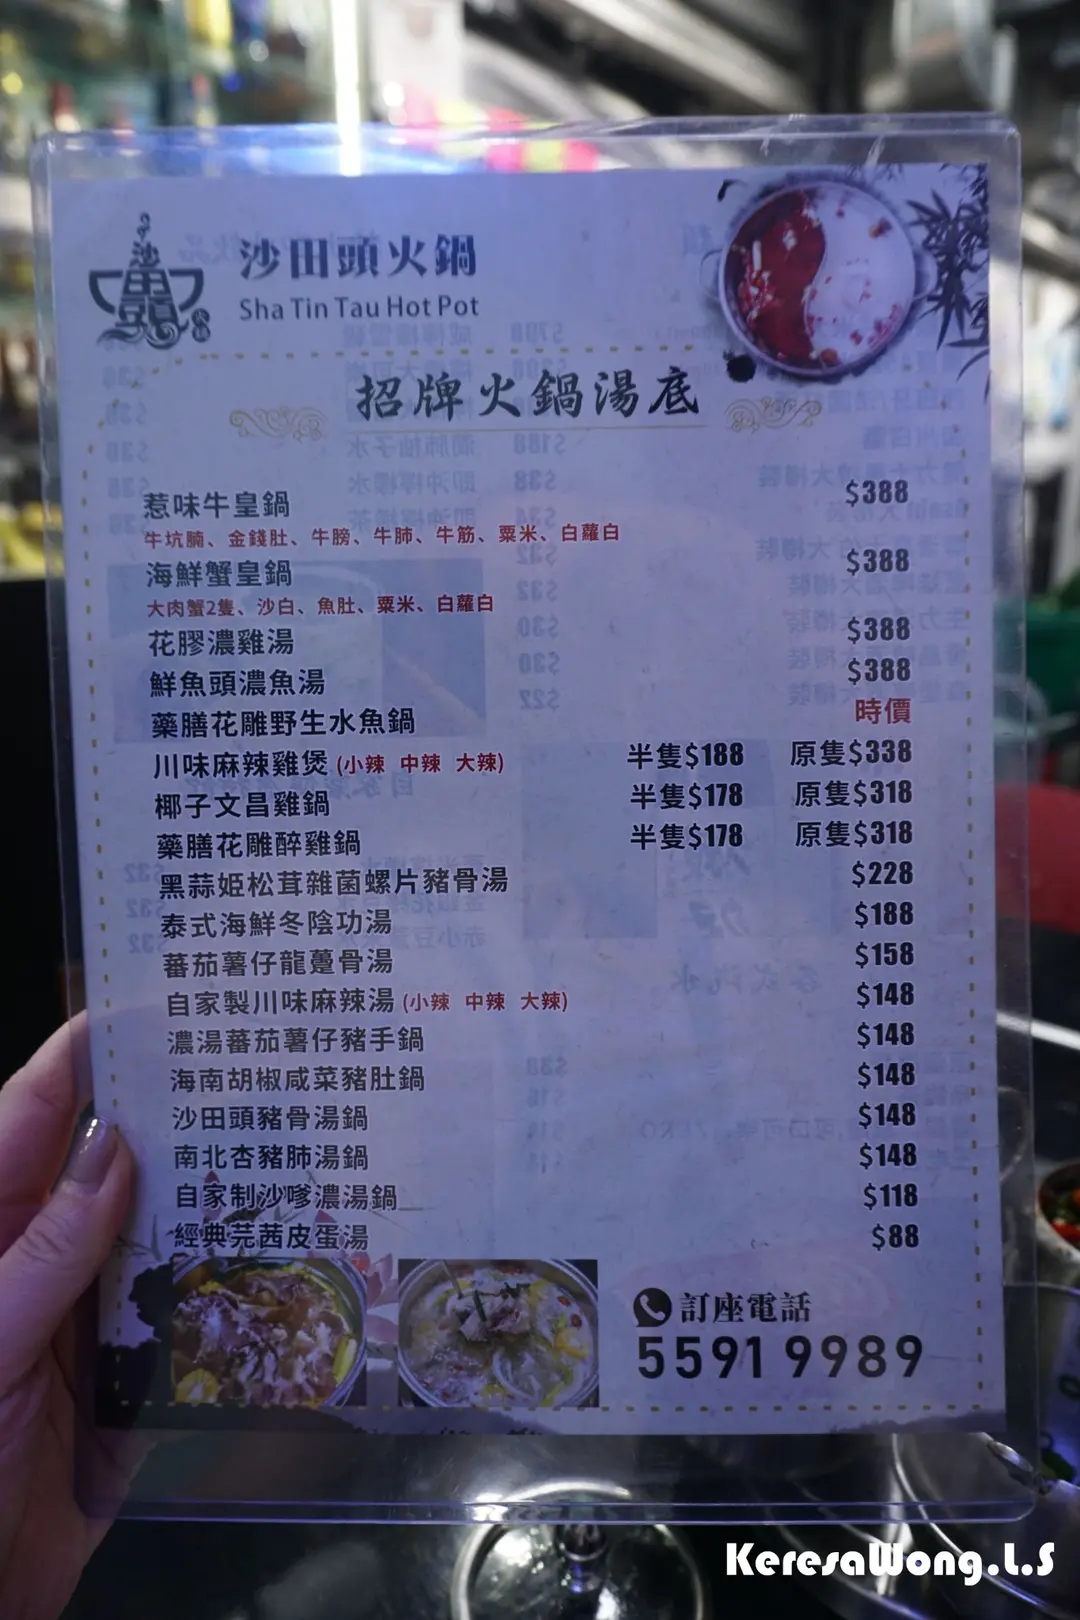 沙田頭火鍋
Sha Tin Tau Hot Pot
招牌火鍋湯底
惹味牛皇鍋 $388
牛坑腩、金錢肚、牛膀、牛肺、牛筋、粟米、白蘿白
海鮮蟹皇鍋 $388
大肉蟹2隻、沙白、魚肚、粟米、白蘿白
花膠濃雞湯 $388
鮮魚頭濃魚湯 $388
藥膳花雕野生水魚鍋 時價
川味麻辣雞煲 (小辣 中辣 大辣) 半隻$188 原隻$338
椰子文昌雞鍋 半隻$178 原隻$318
藥膳花雕醉雞鍋 半隻$178 原隻$318
黑蒜姬松茸雜菌螺片豬骨湯 $228
泰式海鮮冬陰功湯 $188
蕃茄薯仔龍躉骨湯 $158
自家製川味麻辣湯 (小辣 中辣 大辣) $148
濃湯蕃茄薯仔豬手鍋 $148
海南胡椒咸菜豬肚鍋 $148
沙田頭豬骨湯鍋 $148
南北杏豬肺湯鍋 $148
自家制沙嗲濃湯鍋 $118
經典芫茜皮蛋湯 $88
訂座電話
5591 9989
KeresaWong.L.S